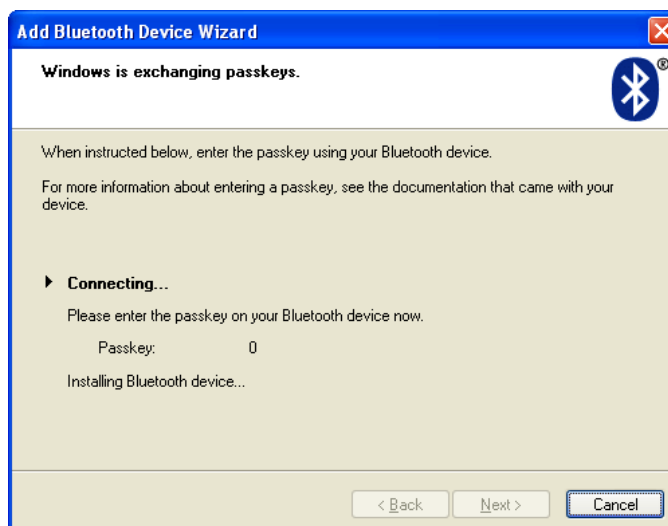 Add Bluetooth Device Wizard
Windows is exchanging passkeys.
®
When instructed below, enter the passkey using your Bluetooth device.
For more information about entering a passkey, see the documentation that came with your
device.
Connecting...
Please enter the passkey on your Bluetooth device now.
Passkey: 0
Installing Bluetooth device...
< Back Next > Cancel